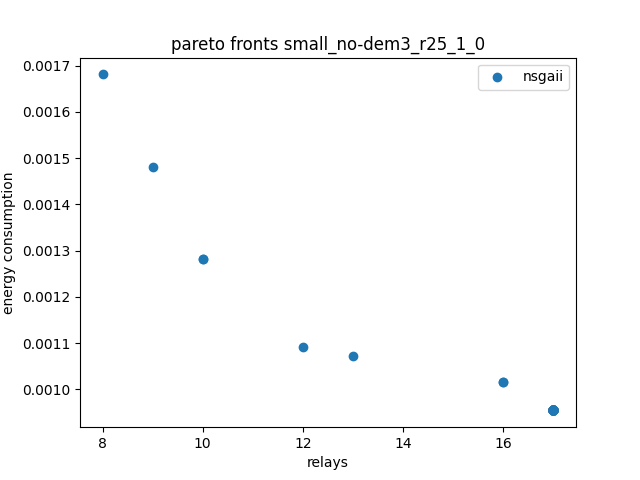 pareto fronts small_no-dem3_r25_1_0
nsgaii
energy consumption
0.0017
0.0016
0.0015
0.0014
0.0013
0.0012
0.0011
0.0010
8 10 12 14 16
relays